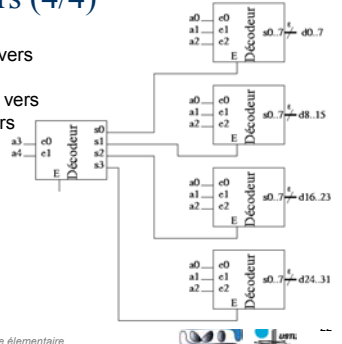 rs (4/4)
vers
vers
rs
a0 e0
a1 e1
a2 e2
E
Décodeur
s0..7 d0..7
a0 e0
a1 e1
a2 e2
E
Décodeur
s0..7 d8..15
a3 e0
a4 e1
E
Décodeur
s0
s1
s2
s3
a0 e0
a1 e1
a2 e2
E
Décodeur
s0..7 d16..23
a0 e0
a1 e1
a2 e2
E
Décodeur
s0..7 d24..31
e élementaire